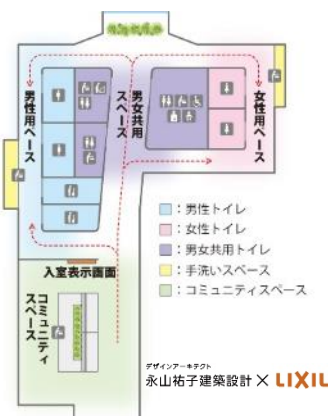 男性用ペース
男女共用
スペース
女性用ペース
入室表示画面
コミュニティ
スペース
：男性トイレ
：女性トイレ
：男女共用トイレ
：手洗いスペース
：コミュニティスペース
デザインアーキテクト
永山祐子建築設計 × LIXIL